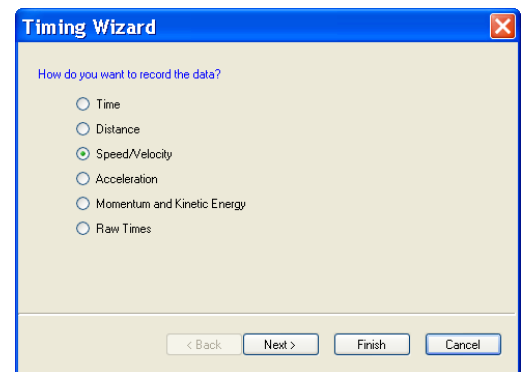 Timing Wizard
How do you want to record the data?
Time
Distance
Speed/Velocity
Acceleration
Momentum and Kinetic Energy
Raw Times
< Back Next > Finish Cancel